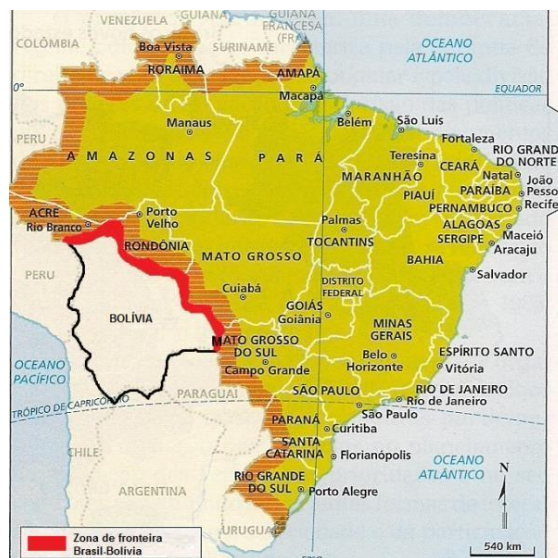 VENEZUELA
GUIANA
GUIANA
FRANCESA
(FR.)
COLÔMBIA
SURINAME
Boa Vista
RORAIMA
AMAPÁ
Macapá
OCEANO
ATLÂNTICO
0°
EQUADOR
Manaus
Belém
São Luís
Fortaleza
RIO GRANDE
DO NORTE
AMAZONAS
PARÁ
MARANHÃO
Teresina
CEARÁ
Natal
PERU
PIAUÍ
PARAÍBA
João
Pesso
PERNAMBUCO
Recife
ACRE
Rio Branco
Porto
Velho
RONDÔNIA
Palmas
TOCANTINS
ALAGOAS
SERGIPE
Maceió
Aracaju
MATO GROSSO
BAHIA
Salvador
PERU
BOLÍVIA
Cuiabá
DISTRITO
FEDERAL
GOIÁS
Goiânia
MINAS
GERAIS
MATO GROSSO
DO SUL
Campo Grande
Belo
Horizonte
ESPÍRITO SANTO
Vitória
OCEANO
PACÍFICO
PARAGUAI
SÃO PAULO
São Paulo
RIO DE JANEIRO
Rio de Janeiro
TRÓPICO DE CAPRICÓRNIO
PARANÁ
Curitiba
CHILE
SANTA
CATARINA
Florianópolis
OCEANO
ATLÂNTICO
RIO GRANDE
DO SUL
Porto Alegre
ARGENTINA
URUGUAI
N
540 km
Zona de fronteira
Brasil-Bolívia